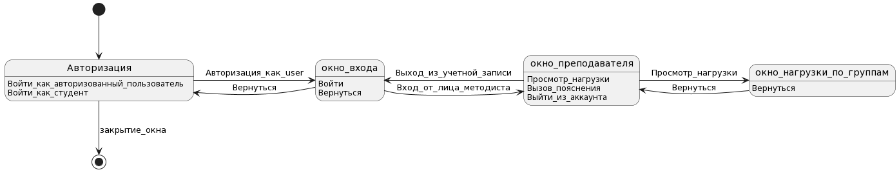 Авторизация
Войти_как_авторизованный_пользователь
Войти_как_студент
Авторизация_как_user
Вернуться
окно_входа
Войти
Вернуться
Выход_из_учетной_записи
Вход_от_лица_методиста
окно_преподавателя
Просмотр_нагрузки
Вызов_пояснения
Выйти_из_аккаунта
Просмотр_нагрузки
Вернуться
окно_нагрузки_по_группам
Вернуться
закрытие_окна